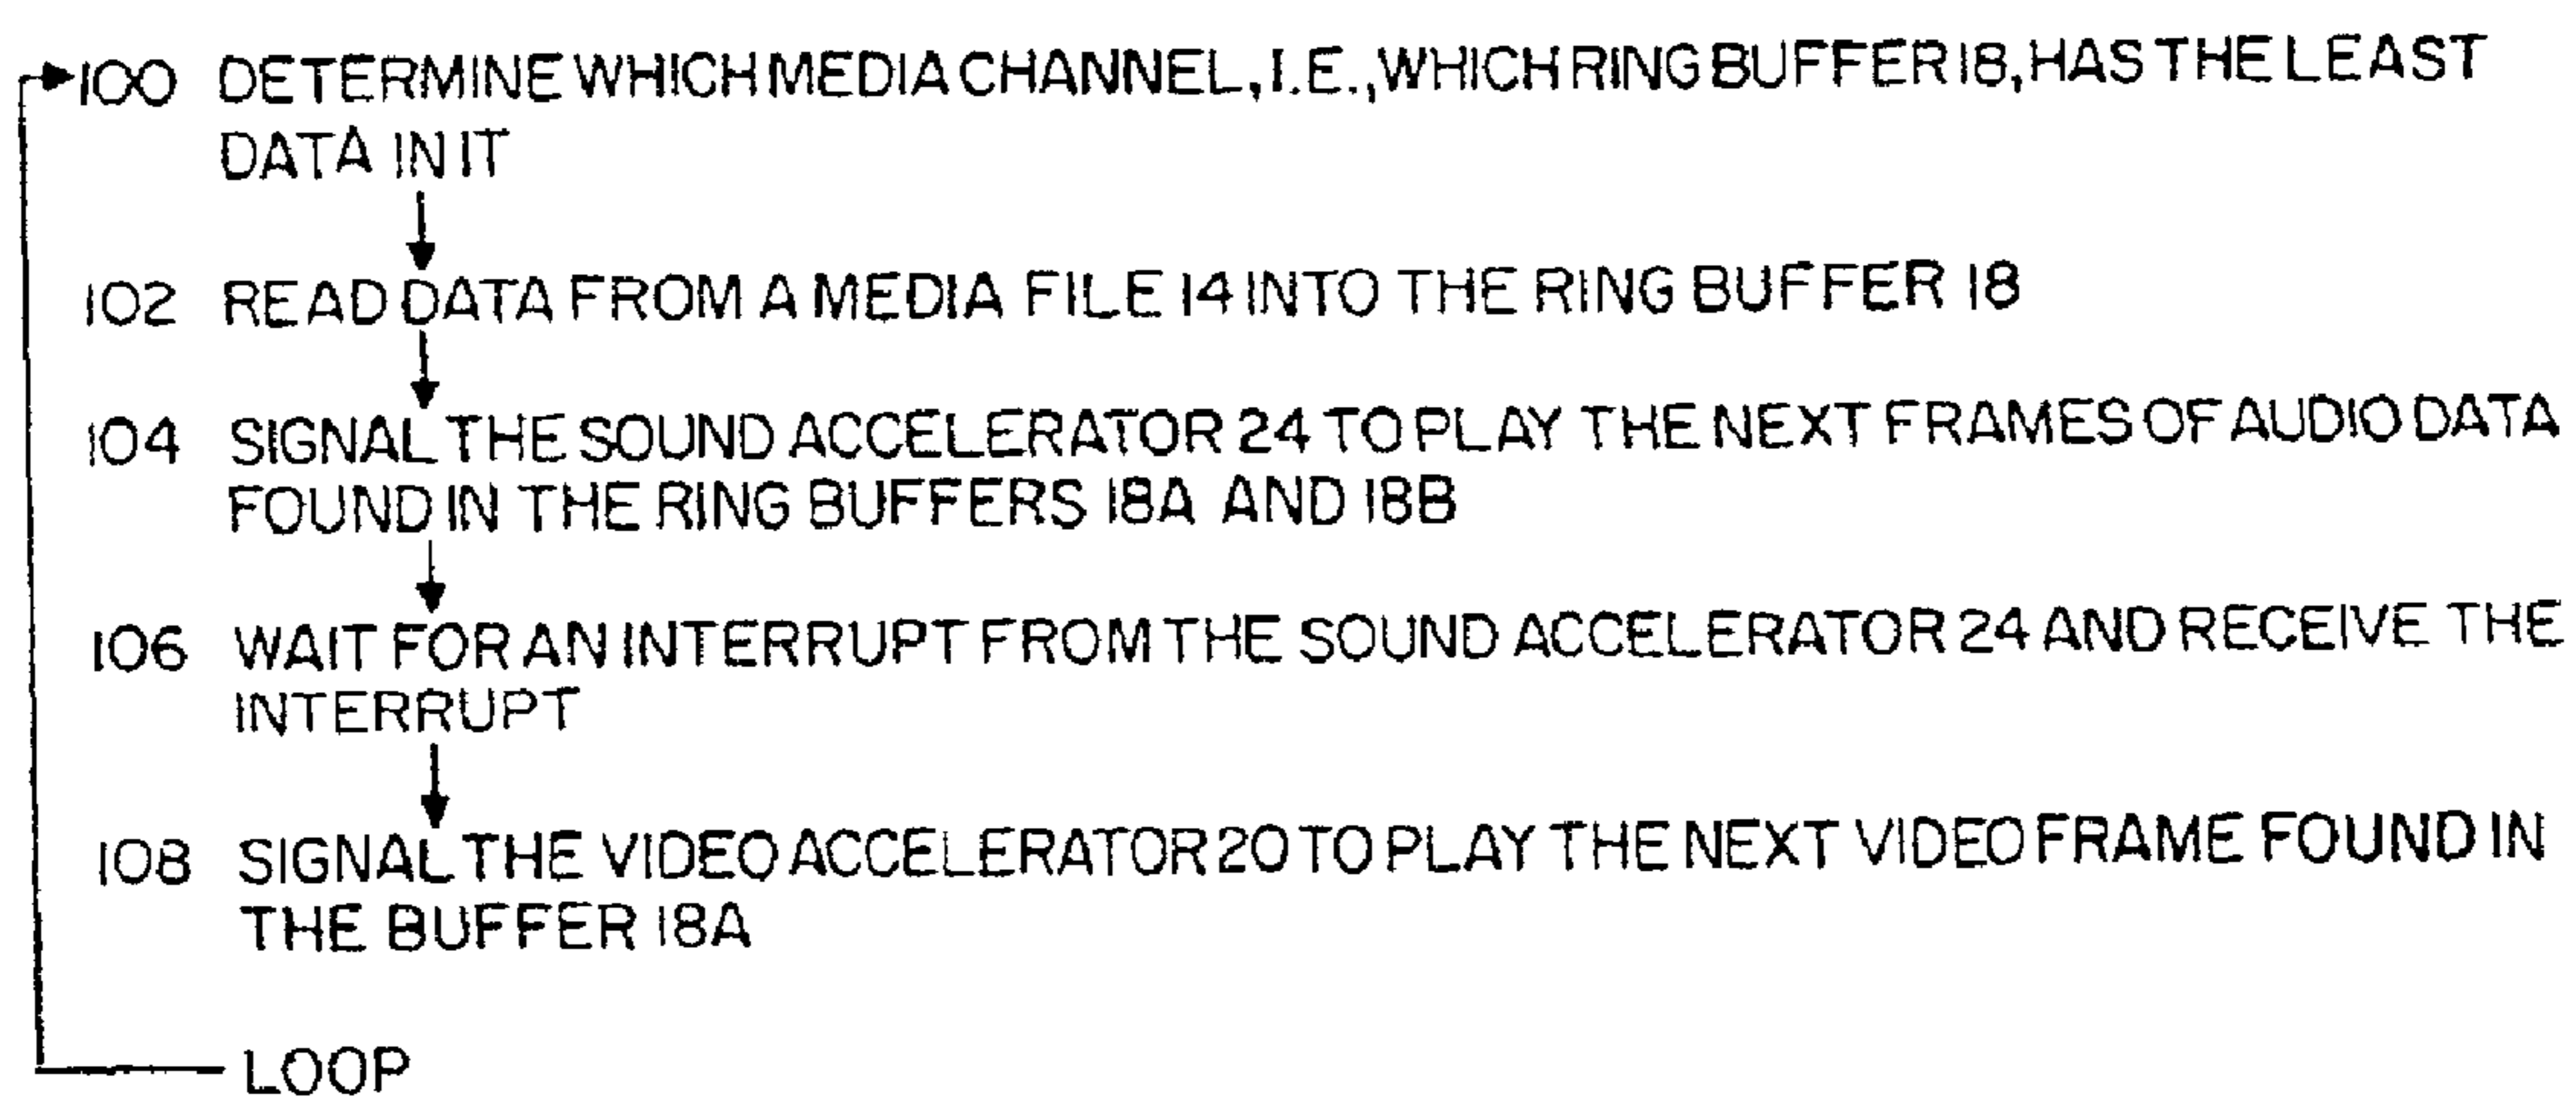 100 DETERMINE WHICH MEDIA CHANNEL, I.E., WHICH RING BUFFER 18, HAS THE LEAST
DATA IN IT
102 READ DATA FROM A MEDIA FILE 14 INTO THE RING BUFFER 18
104 SIGNAL THE SOUND ACCELERATOR 24 TO PLAY THE NEXT FRAMES OF AUDIO DATA
FOUND IN THE RING BUFFERS 18A AND 18B
106 WAIT FOR AN INTERRUPT FROM THE SOUND ACCELERATOR 24 AND RECEIVE THE
INTERRUPT
108 SIGNAL THE VIDEO ACCELERATOR 20 TO PLAY THE NEXT VIDEO FRAME FOUND IN
THE BUFFER 18A
LOOP